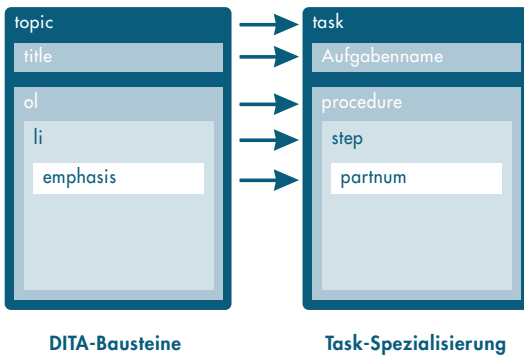 topic
title
ol
li
emphasis
task
Aufgabenname
procedure
step
partnum
DITA-Bausteine
Task-Spezialisierung